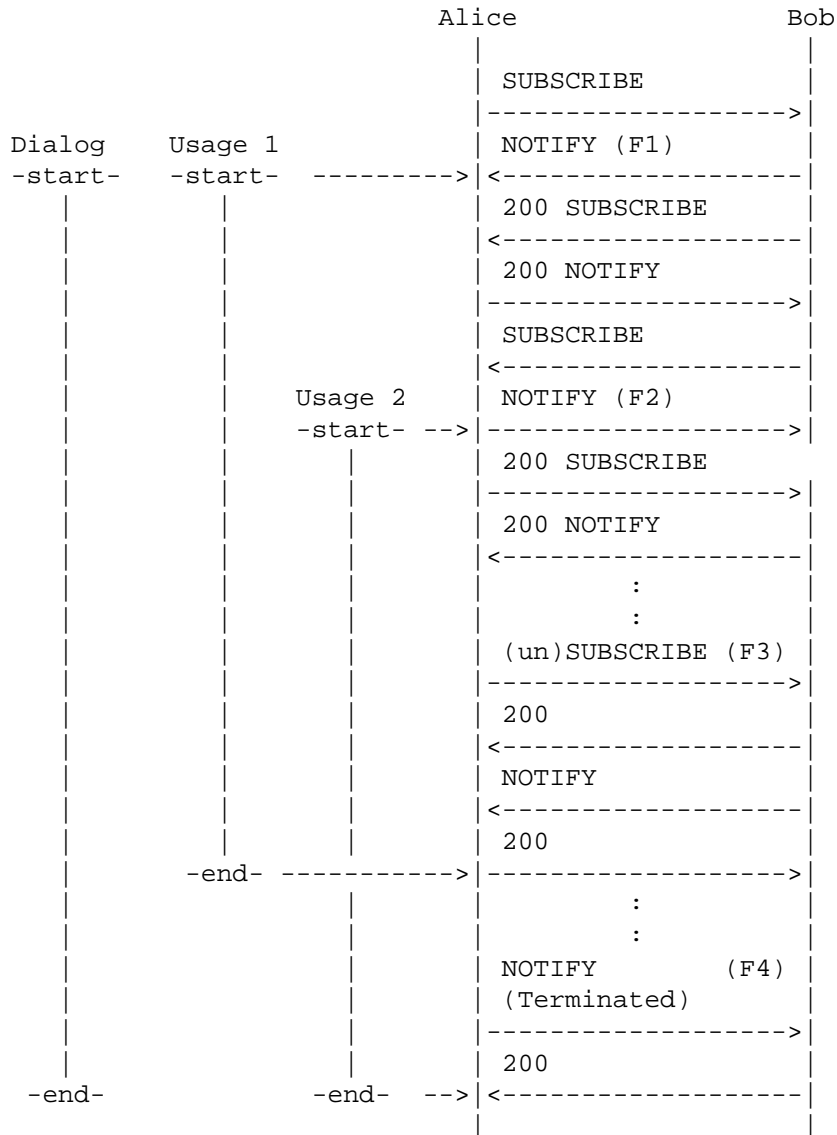 Alice Bob
SUBSCRIBE
Dialog Usage 1 NOTIFY (F1)
-start- -start-
200 SUBSCRIBE
200 NOTIFY
SUBSCRIBE
Usage 2 NOTIFY (F2)
-start-
200 SUBSCRIBE
200 NOTIFY
:
:
(un)SUBSCRIBE (F3)
200
NOTIFY
200
-end-
:
:
NOTIFY (F4)
(Terminated)
200
-end- -end-